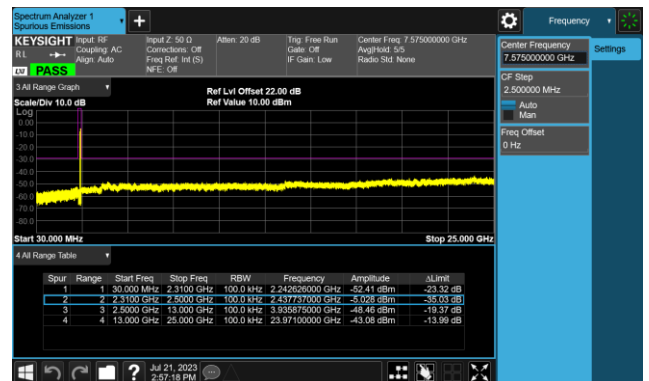 Spectrum Analyzer 1
Spurious Emissions
Frequency
KEYSIGHT
Input: RF
Coupling: AC
Align: Auto
Input Z: 50 Ω
Corrections: Off
Freq Ref: Int (S)
NFE: Off
Atten: 20 dB
Trig: Free Run
Gate: Off
IF Gain: Low
Center Freq: 7.575000000 GHz
Avg|Hold: 5/5
Radio Std: None
RL
LXI PASS
Center Frequency
7.575000000 GHz
Settings
CF Step
2.500000 MHz
Auto
Man
Freq Offset
0 Hz
3 All Range Graph
Scale/Div 10.0 dB
Ref Lvl Offset 22.00 dB
Ref Value 10.00 dBm
Log
0.00
-10.0
-20.0
-30.0
-40.0
-50.0
-60.0
-70.0
-80.0
Start 30.000 MHz
Stop 25.000 GHz
4 All Range Table
Spur Range Start Freq Stop Freq RBW Frequency Amplitude ΔLimit
1 1 30.000 MHz 2.3100 GHz 100.0 kHz 2.242626000 GHz -52.41 dBm -23.32 dB
2 2 2.3100 GHz 2.5000 GHz 100.0 kHz 2.437737000 GHz -5.028 dBm -35.03 dB
3 3 2.5000 GHz 13.000 GHz 100.0 kHz 3.935875000 GHz -48.46 dBm -19.37 dB
4 4 13.000 GHz 25.000 GHz 100.0 kHz 23.97100000 GHz -43.08 dBm -13.99 dB
?
Jul 21, 2023
2:57:18 PM